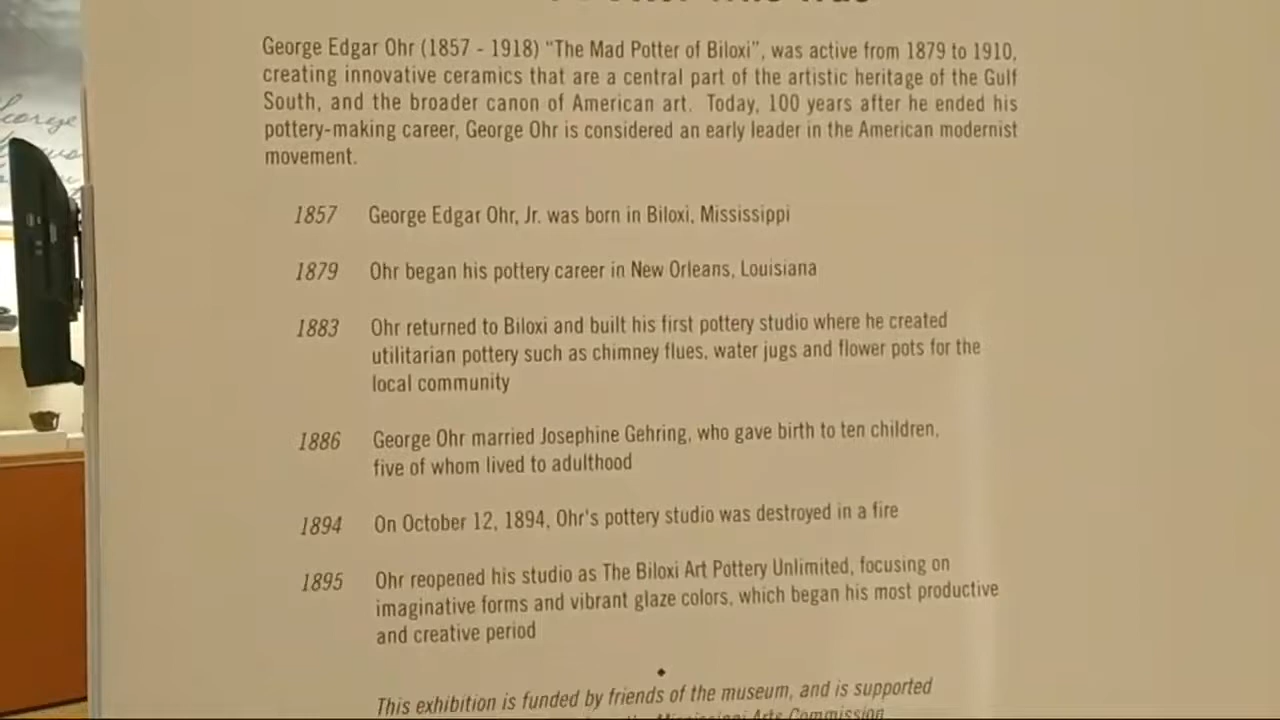 George Edgar Ohr (1857 - 1918) “The Mad Potter of Biloxi”, was active from 1879 to 1910,
creating innovative ceramics that are a central part of the artistic heritage of the Gulf
South, and the broader canon of American art. Today, 100 years after he ended his
pottery-making career, George Ohr is considered an early leader in the American modernist
movement.
1857 George Edgar Ohr, Jr. was born in Biloxi, Mississippi
1879 Ohr began his pottery career in New Orleans, Louisiana
1883 Ohr returned to Biloxi and built his first pottery studio where he created
utilitarian pottery such as chimney flues, water jugs and flower pots for the
local community
1886 George Ohr married Josephine Gehring, who gave birth to ten children,
five of whom lived to adulthood
1894 On October 12, 1894, Ohr's pottery studio was destroyed in a fire
1895 Ohr reopened his studio as The Biloxi Art Pottery Unlimited, focusing on
imaginative forms and vibrant glaze colors, which began his most productive
and creative period
This exhibition is funded by friends of the museum, and is supported
Mississippi Arts Commission
George